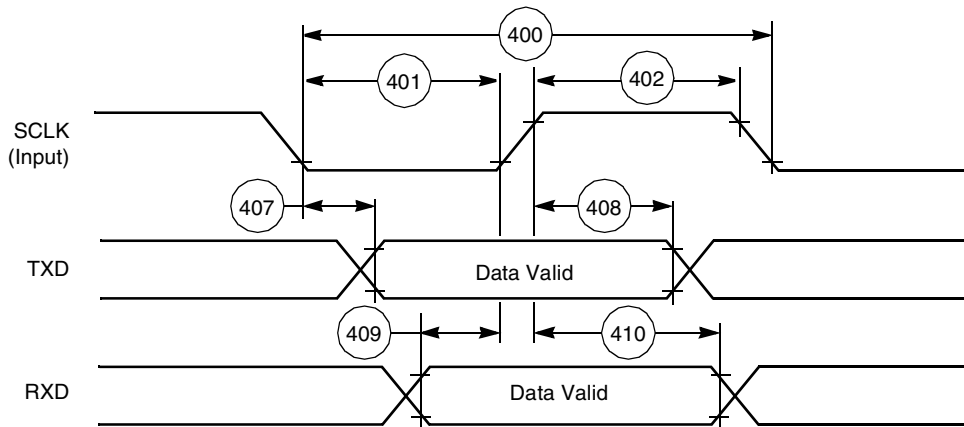 400
401
402
SCLK
(Input)
407
408
TXD
Data Valid
409
410
RXD
Data Valid